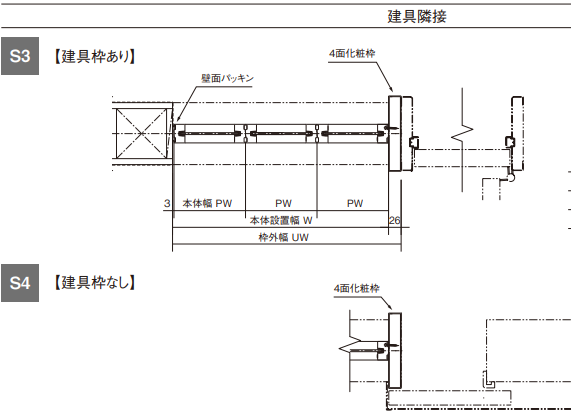 建具隣接
S3 【建具枠あり】
4面化粧枠
壁面パッキン
3 本体幅 PW PW PW
本体設置幅 W 26
枠外幅 UW
S4 【建具枠なし】
4面化粧枠